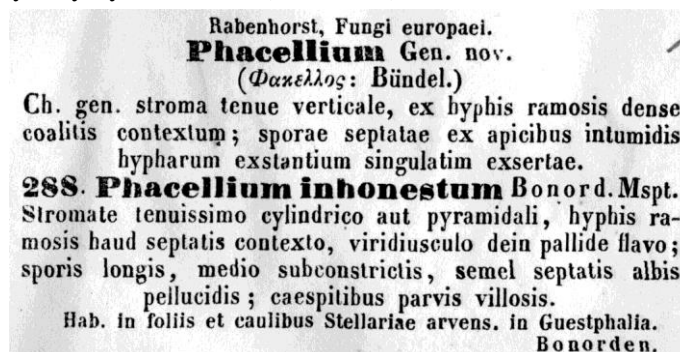 Rabenhorst, Fungi europaei.
Phacellium Gen. nov.
(Φακελλος: Bündel.)
Ch. gen. stroma tenue verticale, ex hyphis ramosis dense
coalitis contextum; sporae septatae ex apicibus intumidis
hypharum exstantium singulatim exsertae.
288. Phacellium inhonestum Bonord. Mspt.
Stromate tenuissimo cylindrico aut pyramidali, hyphis ra-
mosis haud septatis contexto, viridiusculo dein pallide flavo;
sporis longis, medio subconstrictis, semel septatis albis
pellucidis; caespitibus parvis villosis.
Hab. in foliis et caulibus Stellariae arvens. in Guestphalia.
Bonorden.